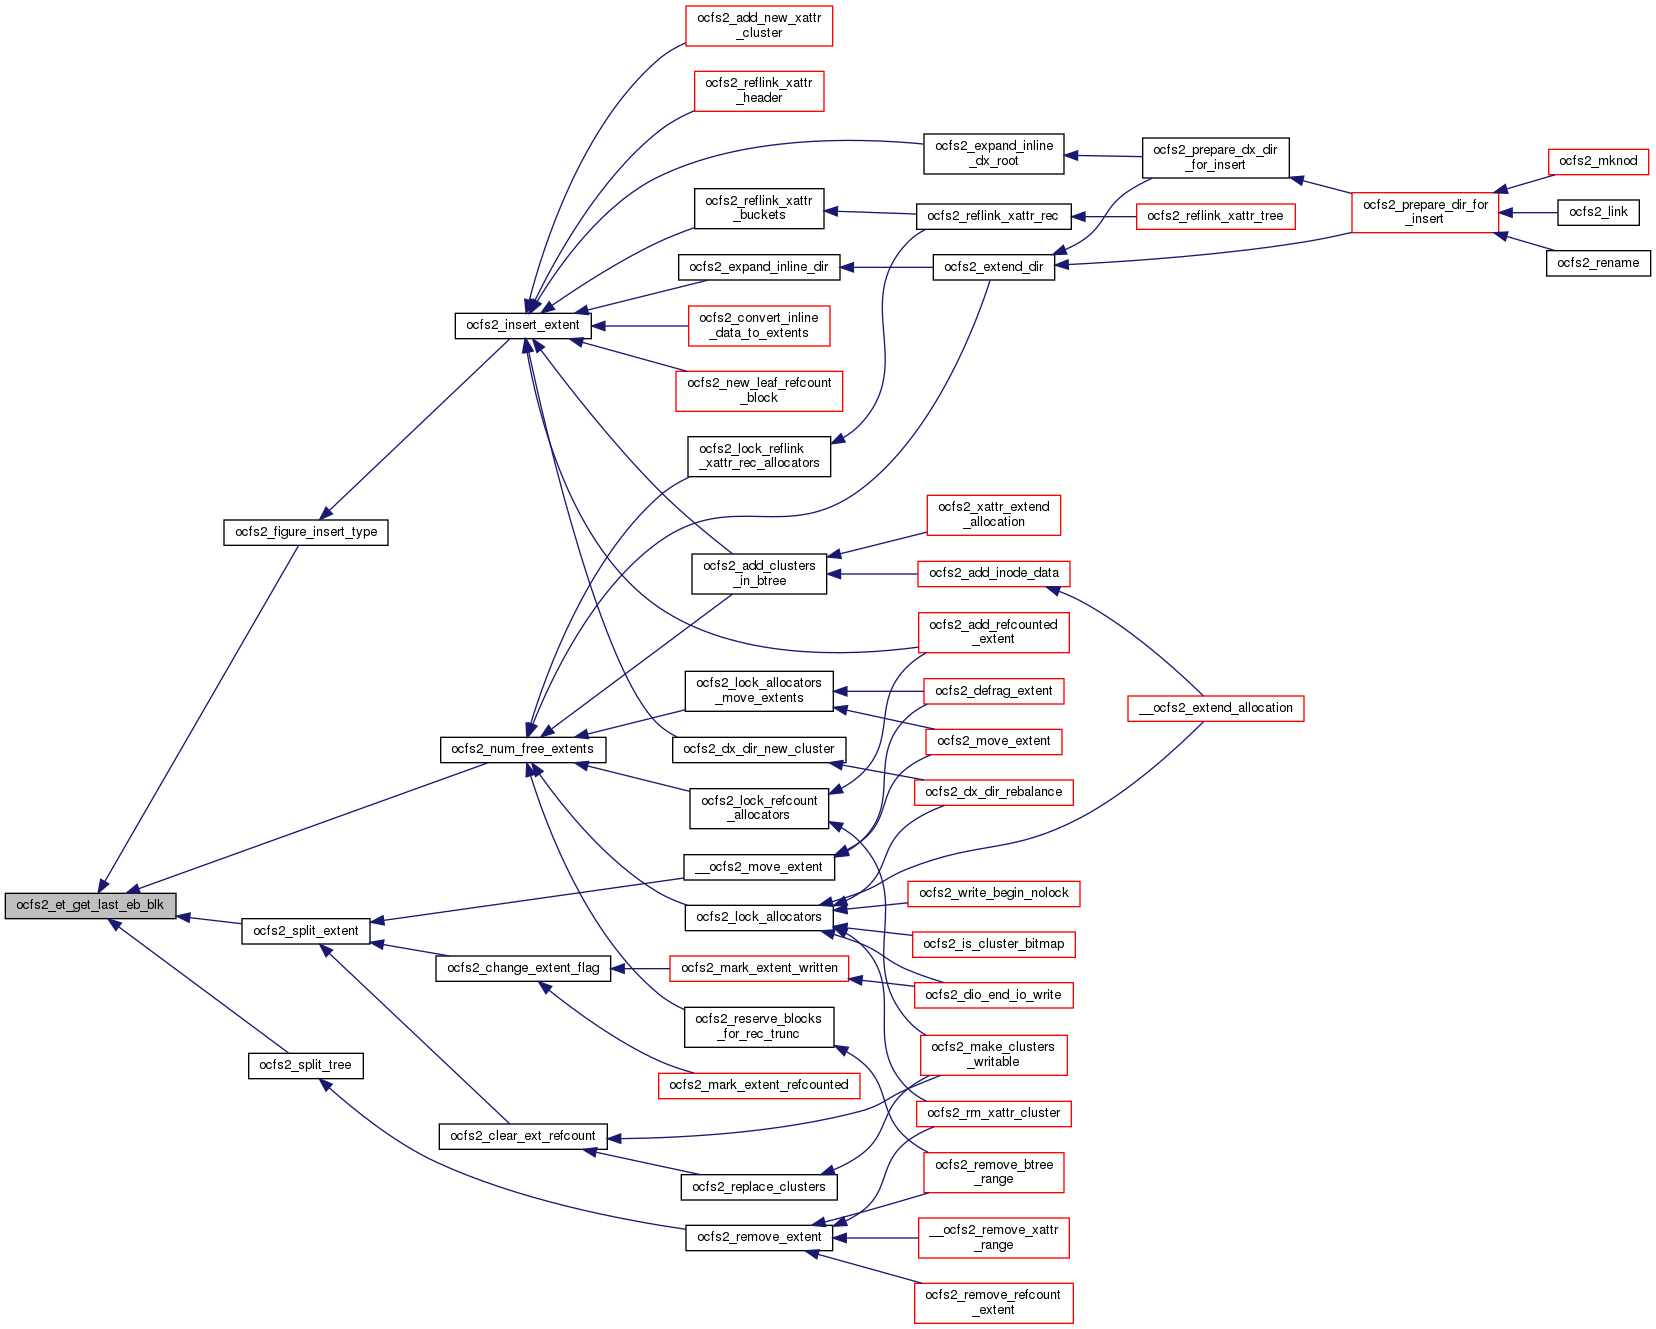 ocfs2_add_new_xattr
_cluster
ocfs2_reflink_xattr
_header
ocfs2_expand_inline
_dx_root
ocfs2_prepare_dx_dir
_for_insert
ocfs2_mknod
ocfs2_reflink_xattr
_buckets
ocfs2_reflink_xattr_rec
ocfs2_reflink_xattr_tree
ocfs2_prepare_dir_for
_insert
ocfs2_link
ocfs2_expand_inline_dir
ocfs2_extend_dir
ocfs2_rename
ocfs2_insert_extent
ocfs2_convert_inline
_data_to_extents
ocfs2_new_leaf_refcount
_block
ocfs2_lock_reflink
_xattr_rec_allocators
ocfs2_figure_insert_type
ocfs2_xattr_extend
_allocation
ocfs2_add_clusters
_in_btree
ocfs2_add_inode_data
ocfs2_add_refcounted
_extent
ocfs2_lock_allocators
_move_extents
ocfs2_defrag_extent
__ocfs2_extend_allocation
ocfs2_num_free_extents
ocfs2_dx_dir_new_cluster
ocfs2_move_extent
ocfs2_lock_refcount
_allocators
ocfs2_dx_dir_rebalance
__ocfs2_move_extent
ocfs2_et_get_last_eb_blk
ocfs2_write_begin_nolock
ocfs2_split_extent
ocfs2_lock_allocators
ocfs2_is_cluster_bitmap
ocfs2_change_extent_flag
ocfs2_mark_extent_written
ocfs2_dio_end_io_write
ocfs2_reserve_blocks
_for_rec_trunc
ocfs2_split_tree
ocfs2_make_clusters
_writable
ocfs2_mark_extent_refcounted
ocfs2_rm_xattr_cluster
ocfs2_clear_ext_refcount
ocfs2_remove_btree
_range
ocfs2_replace_clusters
ocfs2_remove_extent
__ocfs2_remove_xattr
_range
ocfs2_remove_refcount
_extent